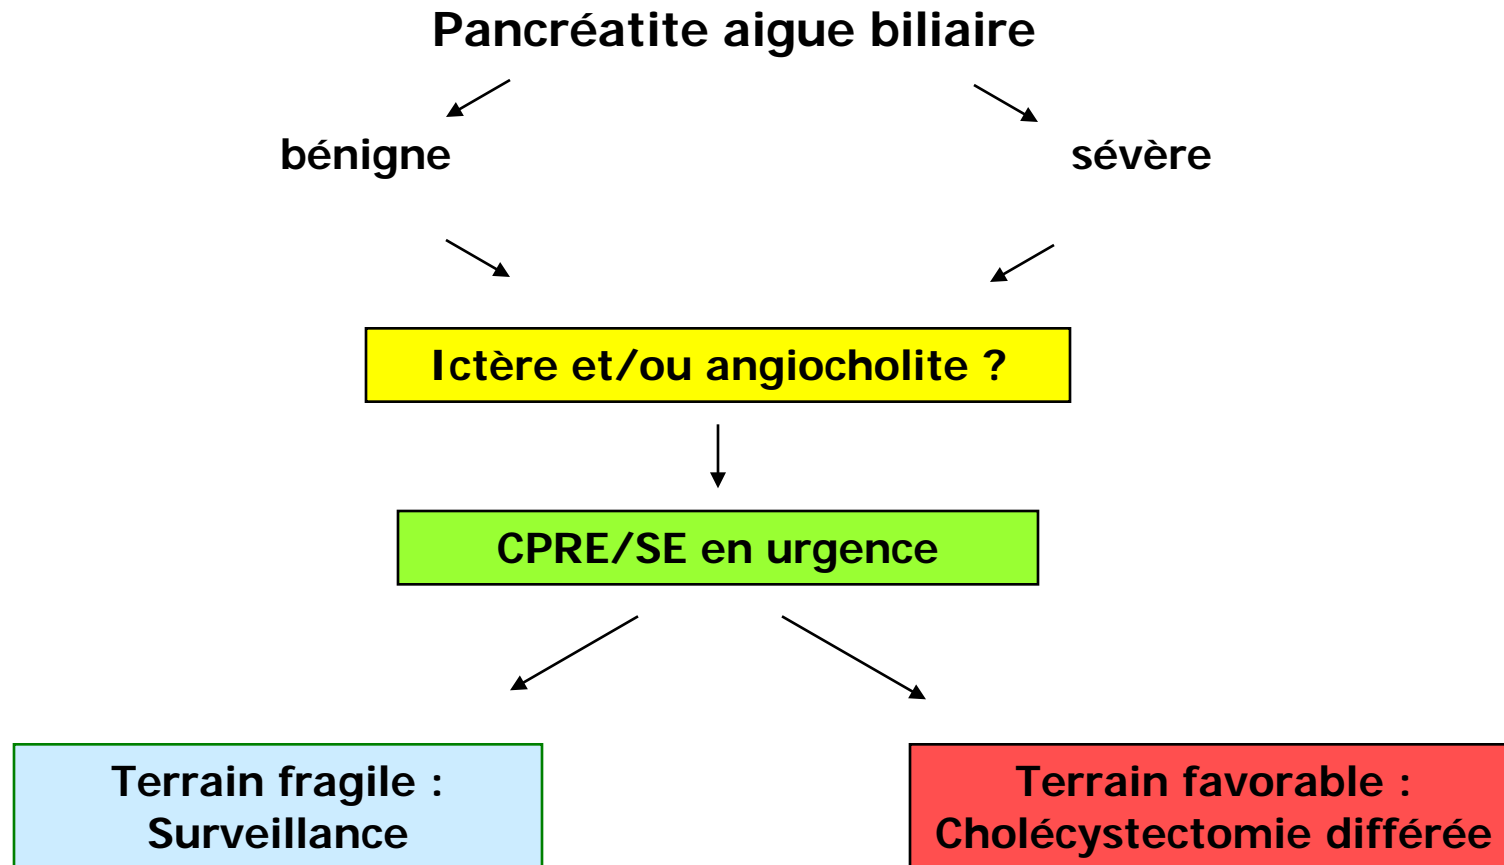 Pancréatite aigue biliaire
bénigne
sévère
Ictère et/ou angiocholite ?
CPRE/SE en urgence
Terrain fragile :
Surveillance
Terrain favorable :
Cholécystectomie différée